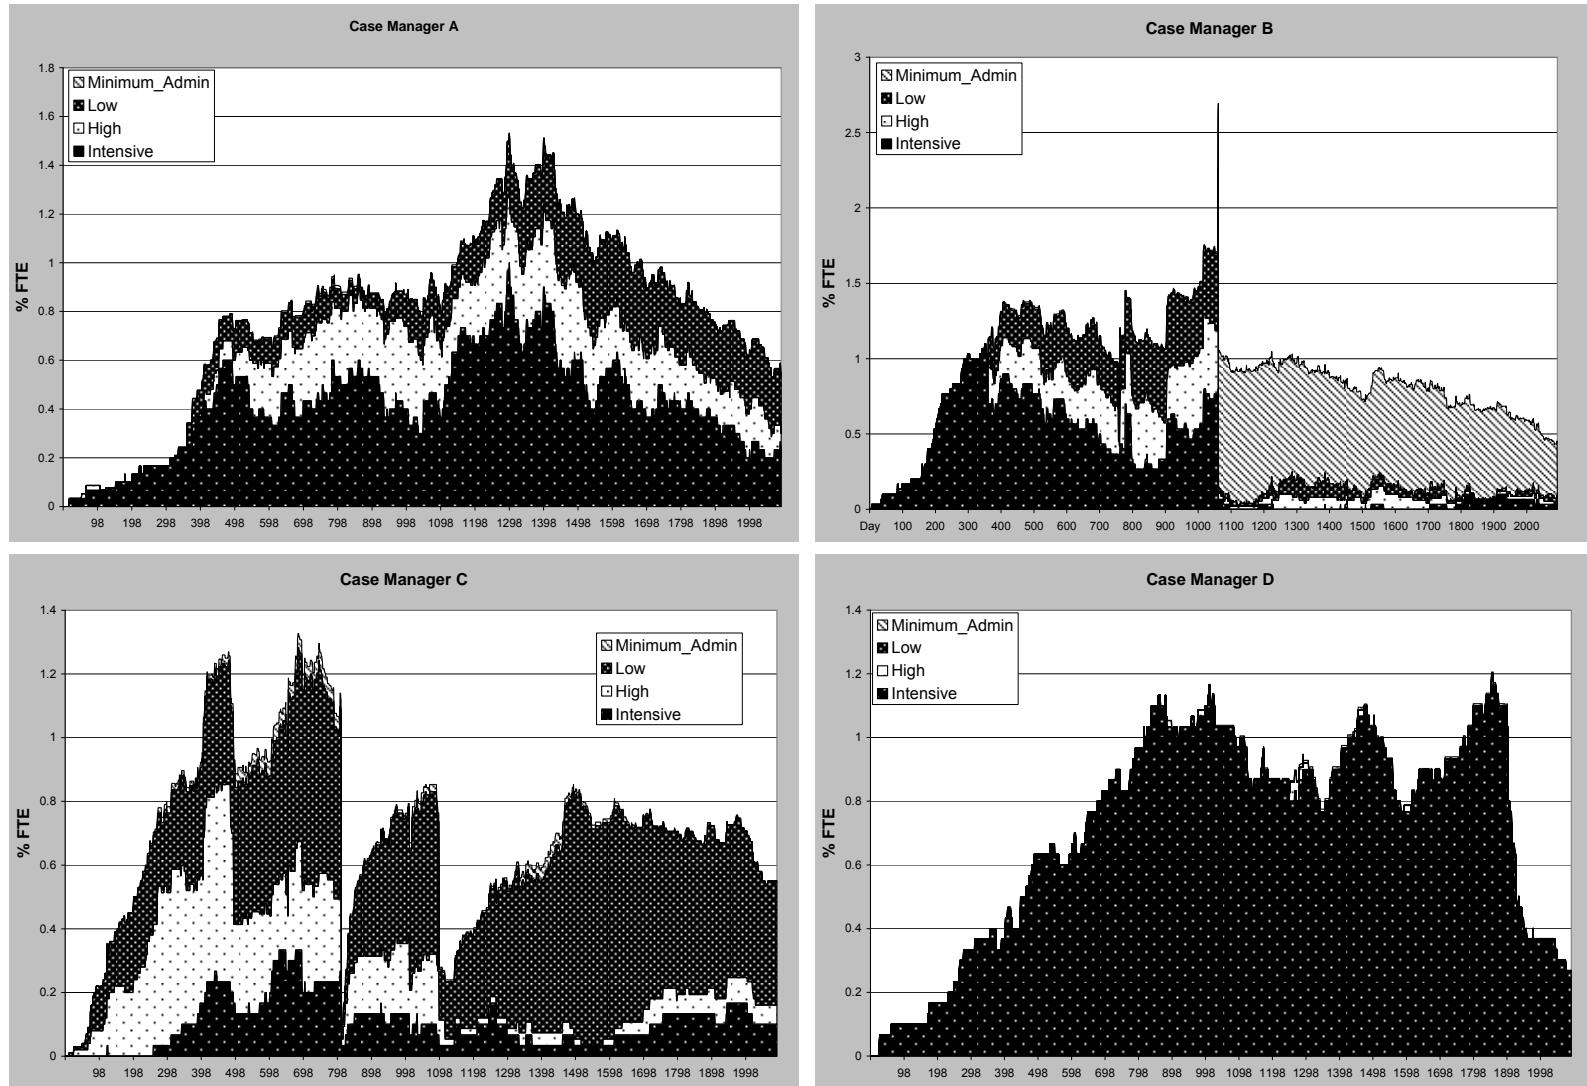 Case Manager A
1.8
1.6
1.4
1.2
1
0.8
0.6
0.4
0.2
0
% FTE
Minimum_Admin
Low
High
Intensive
98 198 298 398 498 598 698 798 898 998 1098 1198 1298 1398 1498 1598 1698 1798 1898 1998
Case Manager B
3
2.5
2
1.5
1
0.5
0
% FTE
Minimum_Admin
Low
High
Intensive
Day 100 200 300 400 500 600 700 800 900 1000 1100 1200 1300 1400 1500 1600 1700 1800 1900 2000
Case Manager C
1.4
1.2
1
0.8
0.6
0.4
0.2
0
% FTE
Minimum_Admin
Low
High
Intensive
98 198 298 398 498 598 698 798 898 998 1098 1198 1298 1398 1498 1598 1698 1798 1898 1998
Case Manager D
1.4
1.2
1
0.8
0.6
0.4
0.2
0
% FTE
Minimum_Admin
Low
High
Intensive
98 198 298 398 498 598 698 798 898 998 1098 1198 1298 1398 1498 1598 1698 1798 1898 1998